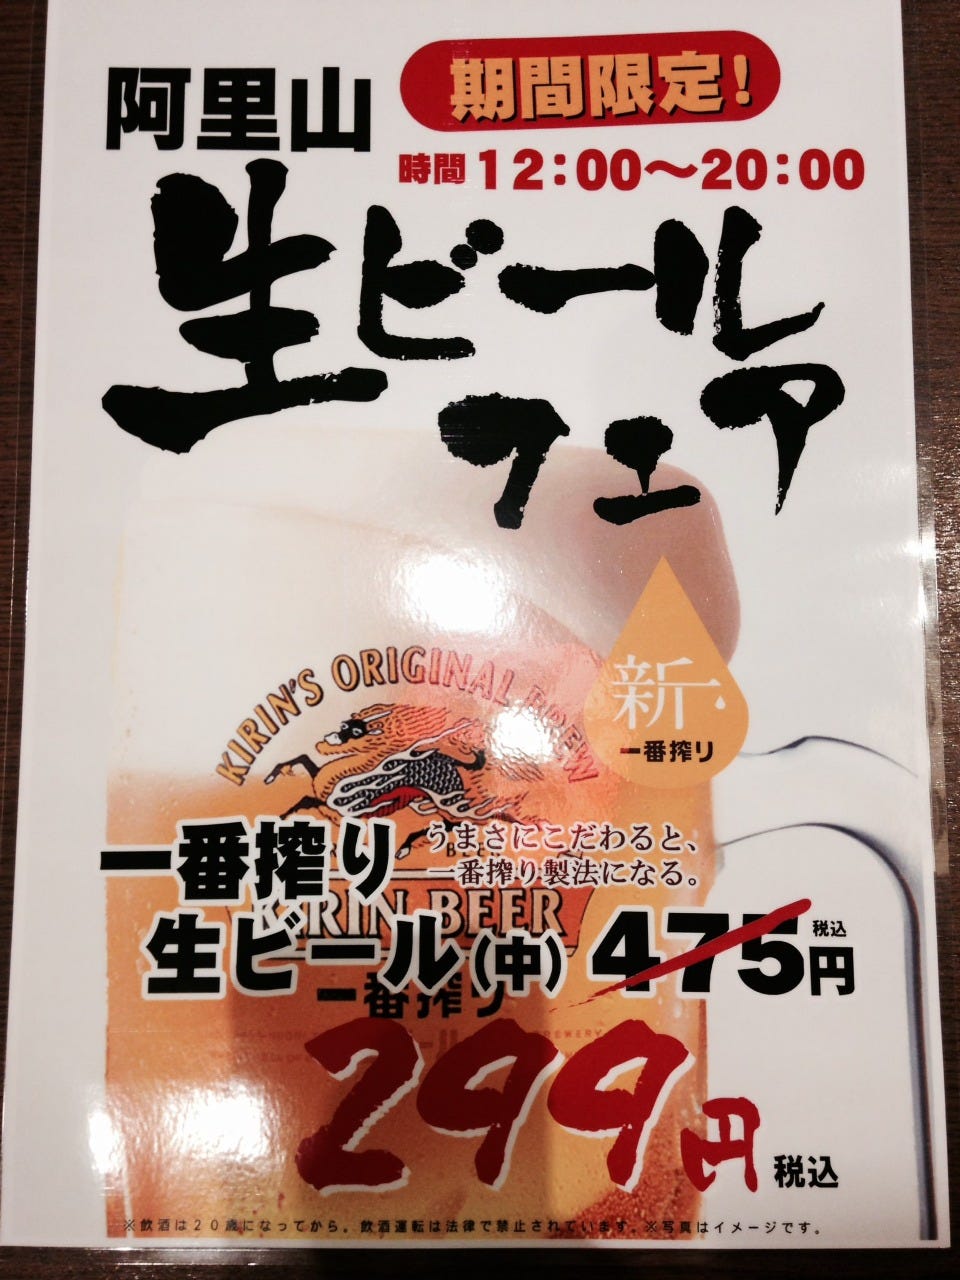 阿里山
期間限定!
時間12:00～20:00
生ビール
フェア
KIRIN'S ORIGINAL BREW
新・
一番搾り
一番搾り
うまさにこだわると、
一番搾り製法になる。
KIRIN BEER
生ビール(中) 475円 税込
一番搾り
299円 税込
※飲酒は20歳になってから。飲酒運転は法律で禁止されています。※写真はイメージです。